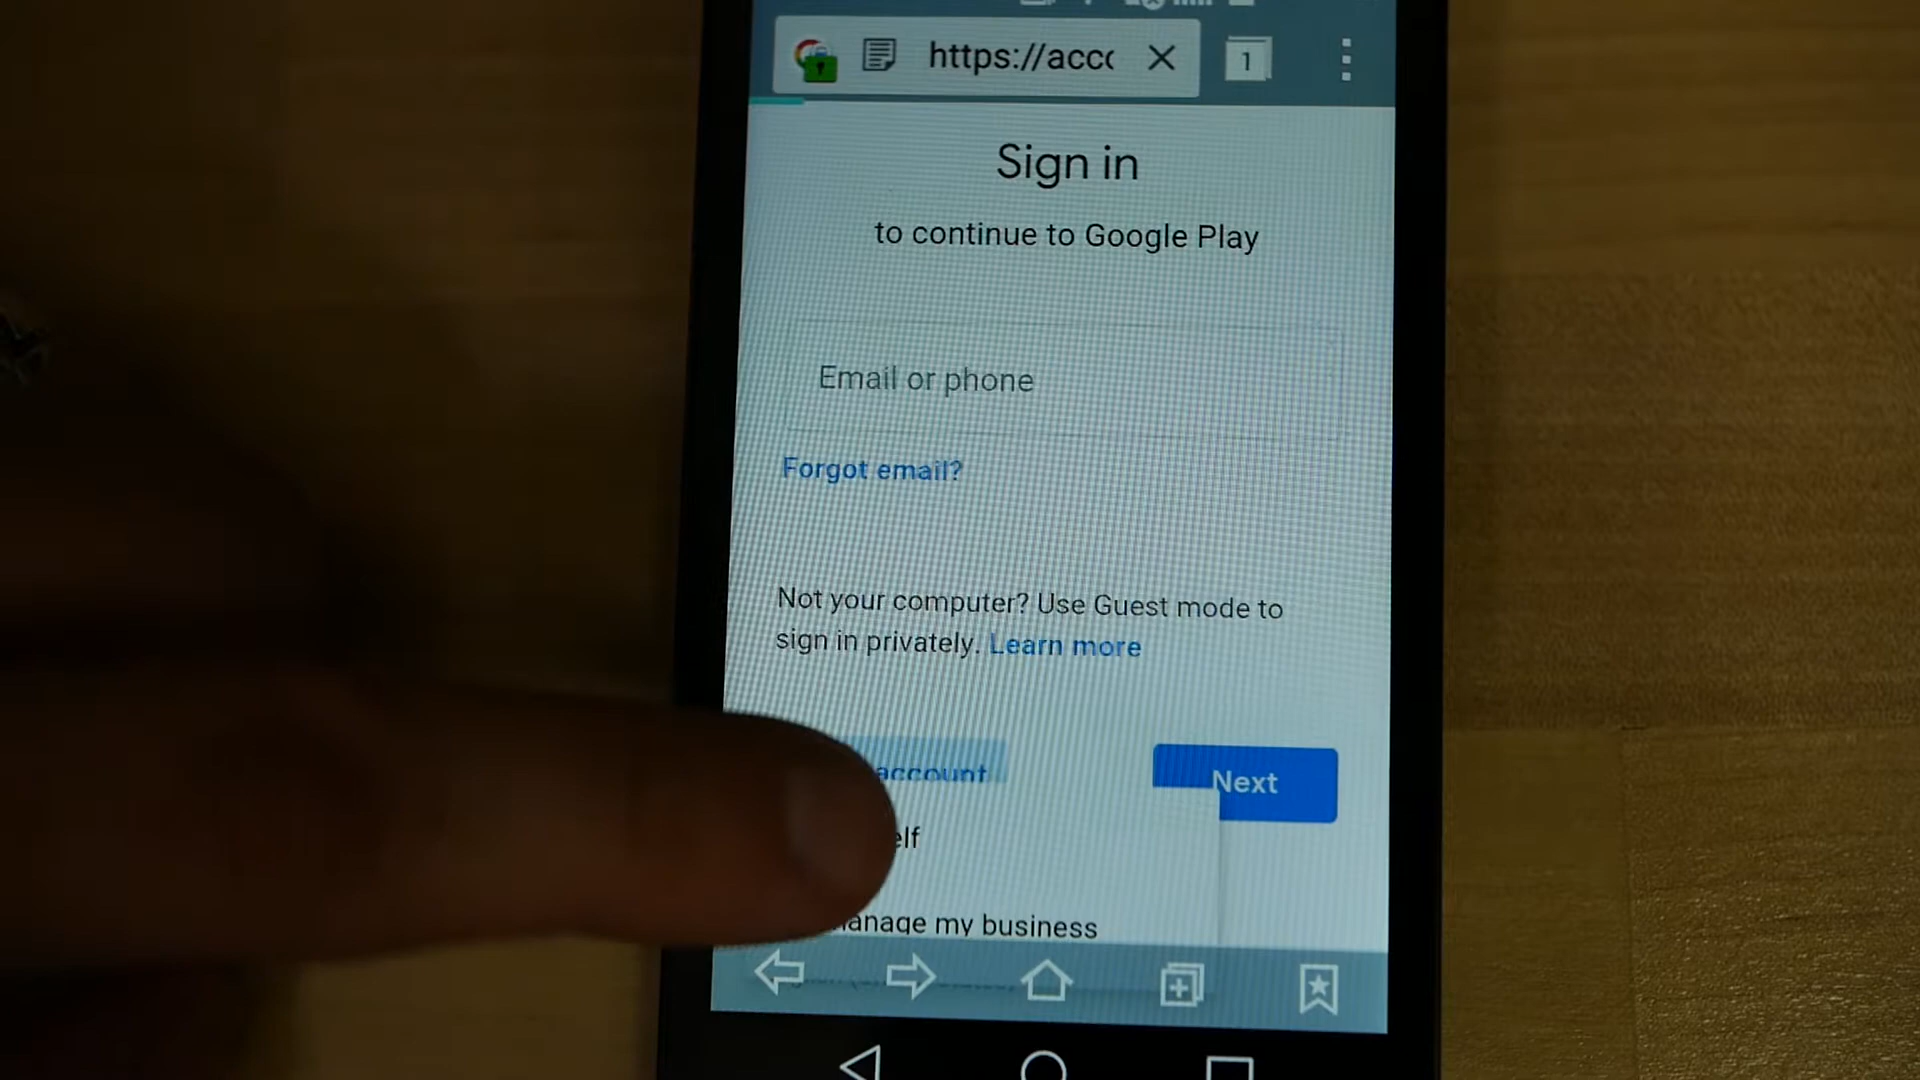 https://acc
1
Sign in
to continue to Google Play
Email or phone
Forgot email?
Not your computer? Use Guest mode to
sign in privately. Learn more
account
Next
elf
anage my business